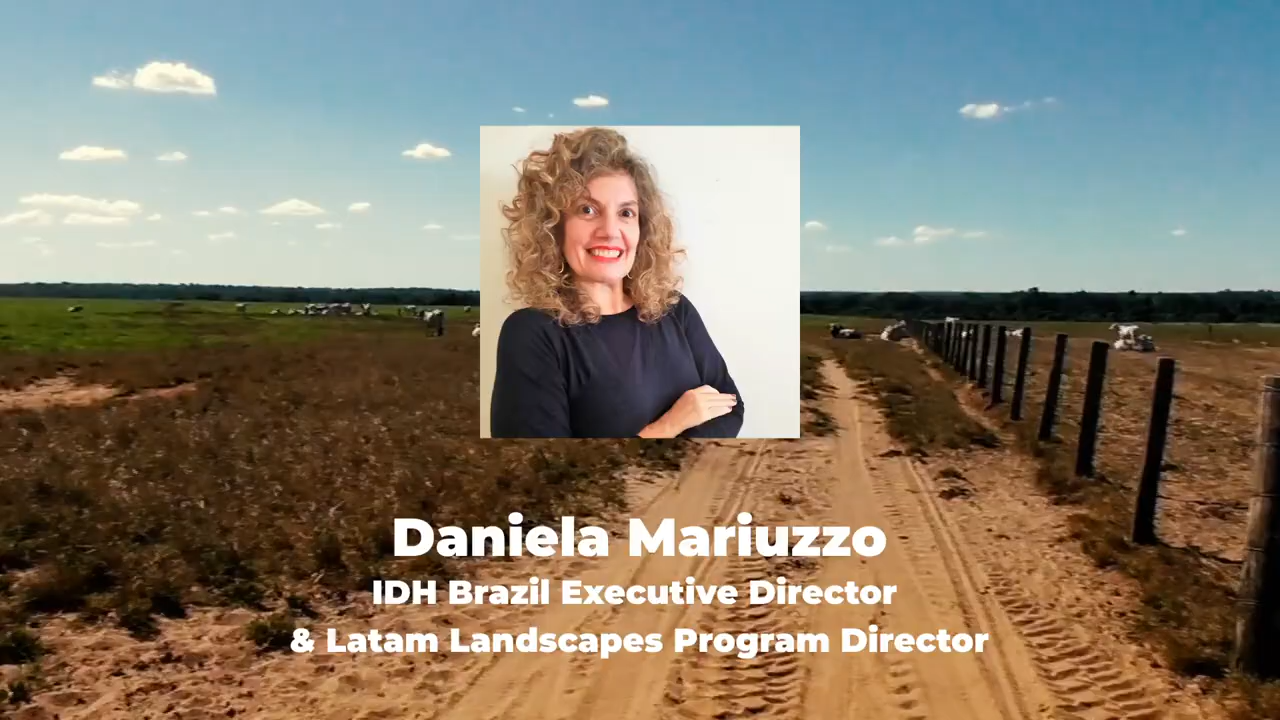 Daniela Mariuzzo
IDH Brazil Executive Director
& Latam Landscapes Program Director